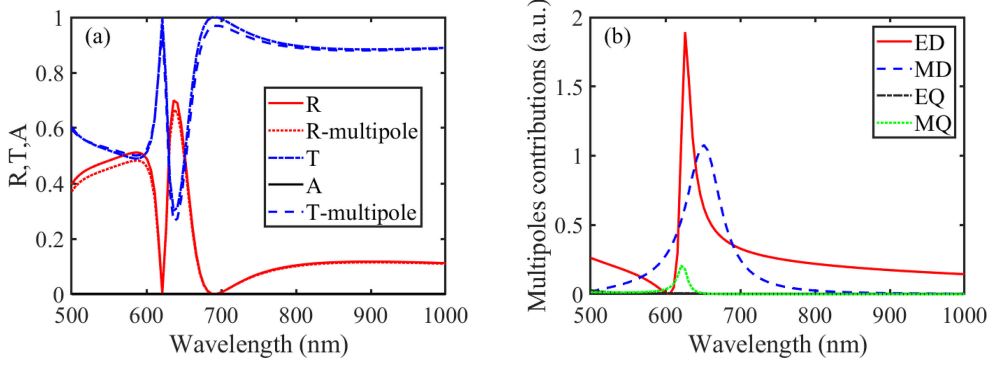 (a)
R,T,A
1
0.8
0.6
0.4
0.2
0
500 600 700 800 900 1000
Wavelength (nm)
R
R-multipole
T
A
T-multipole
(b)
Multipoles contributions (a.u.)
2
1.5
1
0.5
0
500 600 700 800 900 1000
Wavelength (nm)
ED
MD
EQ
MQ